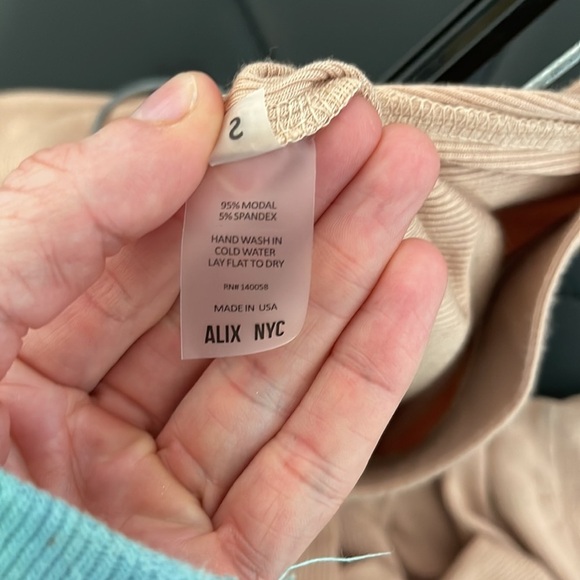 S
95% MODAL
5% SPANDEX
HAND WASH IN
COLD WATER
LAY FLAT TO DRY
RN# 140058
MADE IN USA
ALIX NYC